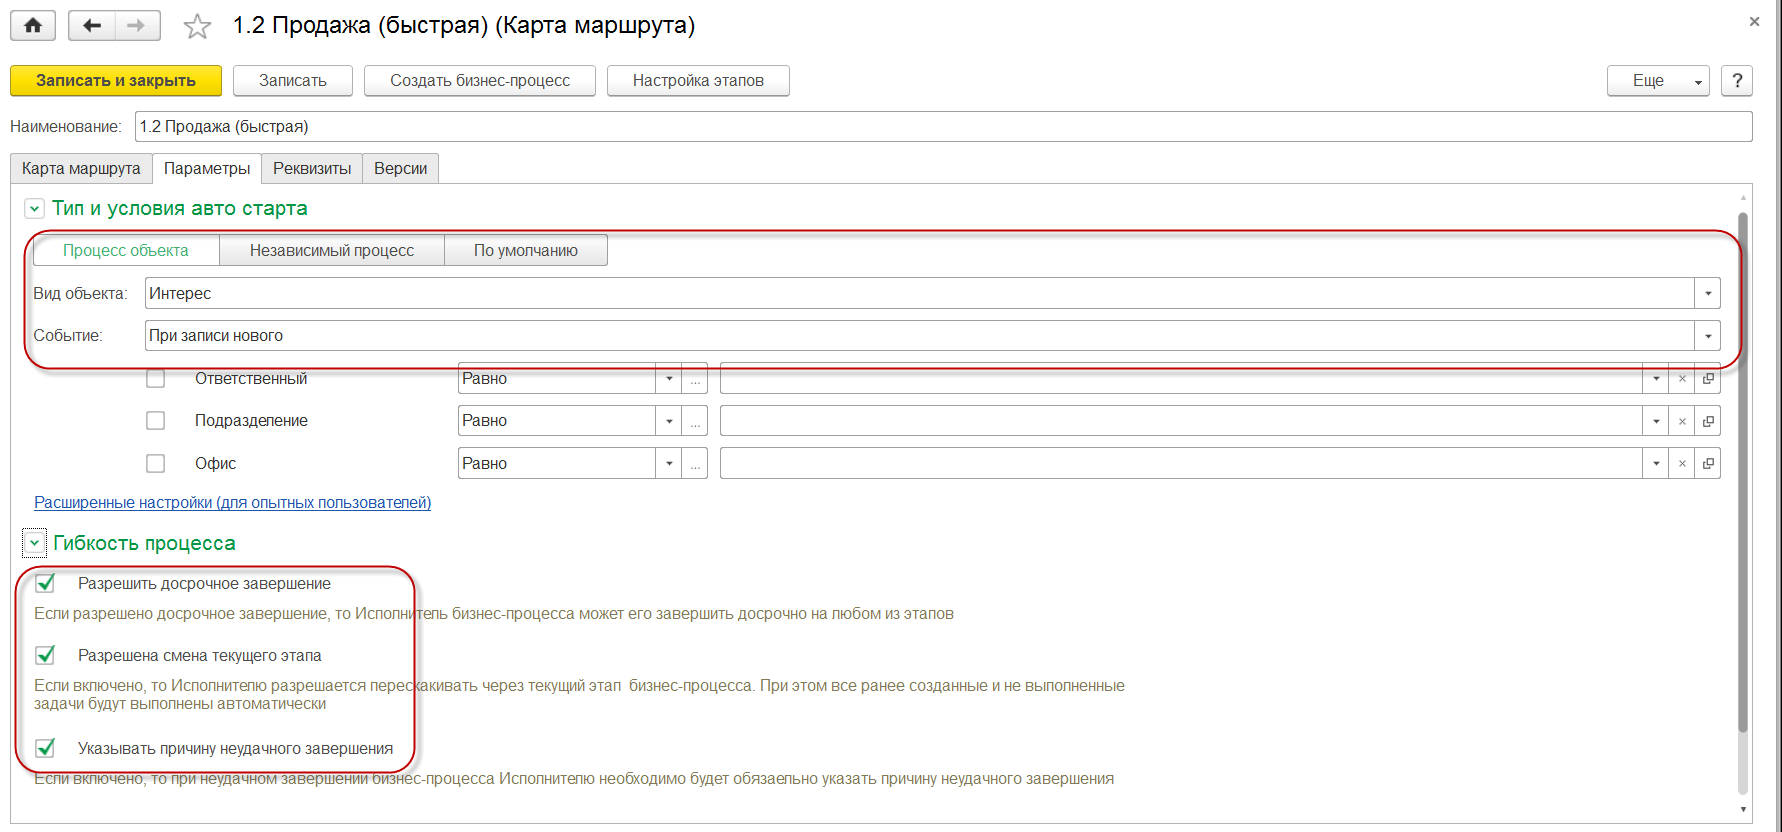 1.2 Продажа (быстрая) (Карта маршрута)
Записать и закрыть Записать Создать бизнес-процесс Настройка этапов Еще ?
Наименование: 1.2 Продажа (быстрая)
Карта маршрута Параметры Реквизиты Версии
Тип и условия авто старта
Процесс объекта Независимый процесс По умолчанию
Вид объекта: Интерес
Событие: При записи нового
Ответственный Равно ...
Подразделение Равно ...
Офис Равно ...
Расширенные настройки (для опытных пользователей)
Гибкость процесса
Разрешить досрочное завершение
Если разрешено досрочное завершение, то Исполнитель бизнес-процесса может его завершить досрочно на любом из этапов
Разрешена смена текущего этапа
Если включено, то Исполнителю разрешается перескакивать через текущий этап бизнес-процесса. При этом все ранее созданные и не выполненные
задачи будут выполнены автоматически
Указывать причину неудачного завершения
Если включено, то при неудачном завершении бизнес-процесса Исполнителю необходимо будет обязаельно указать причину неудачного завершения